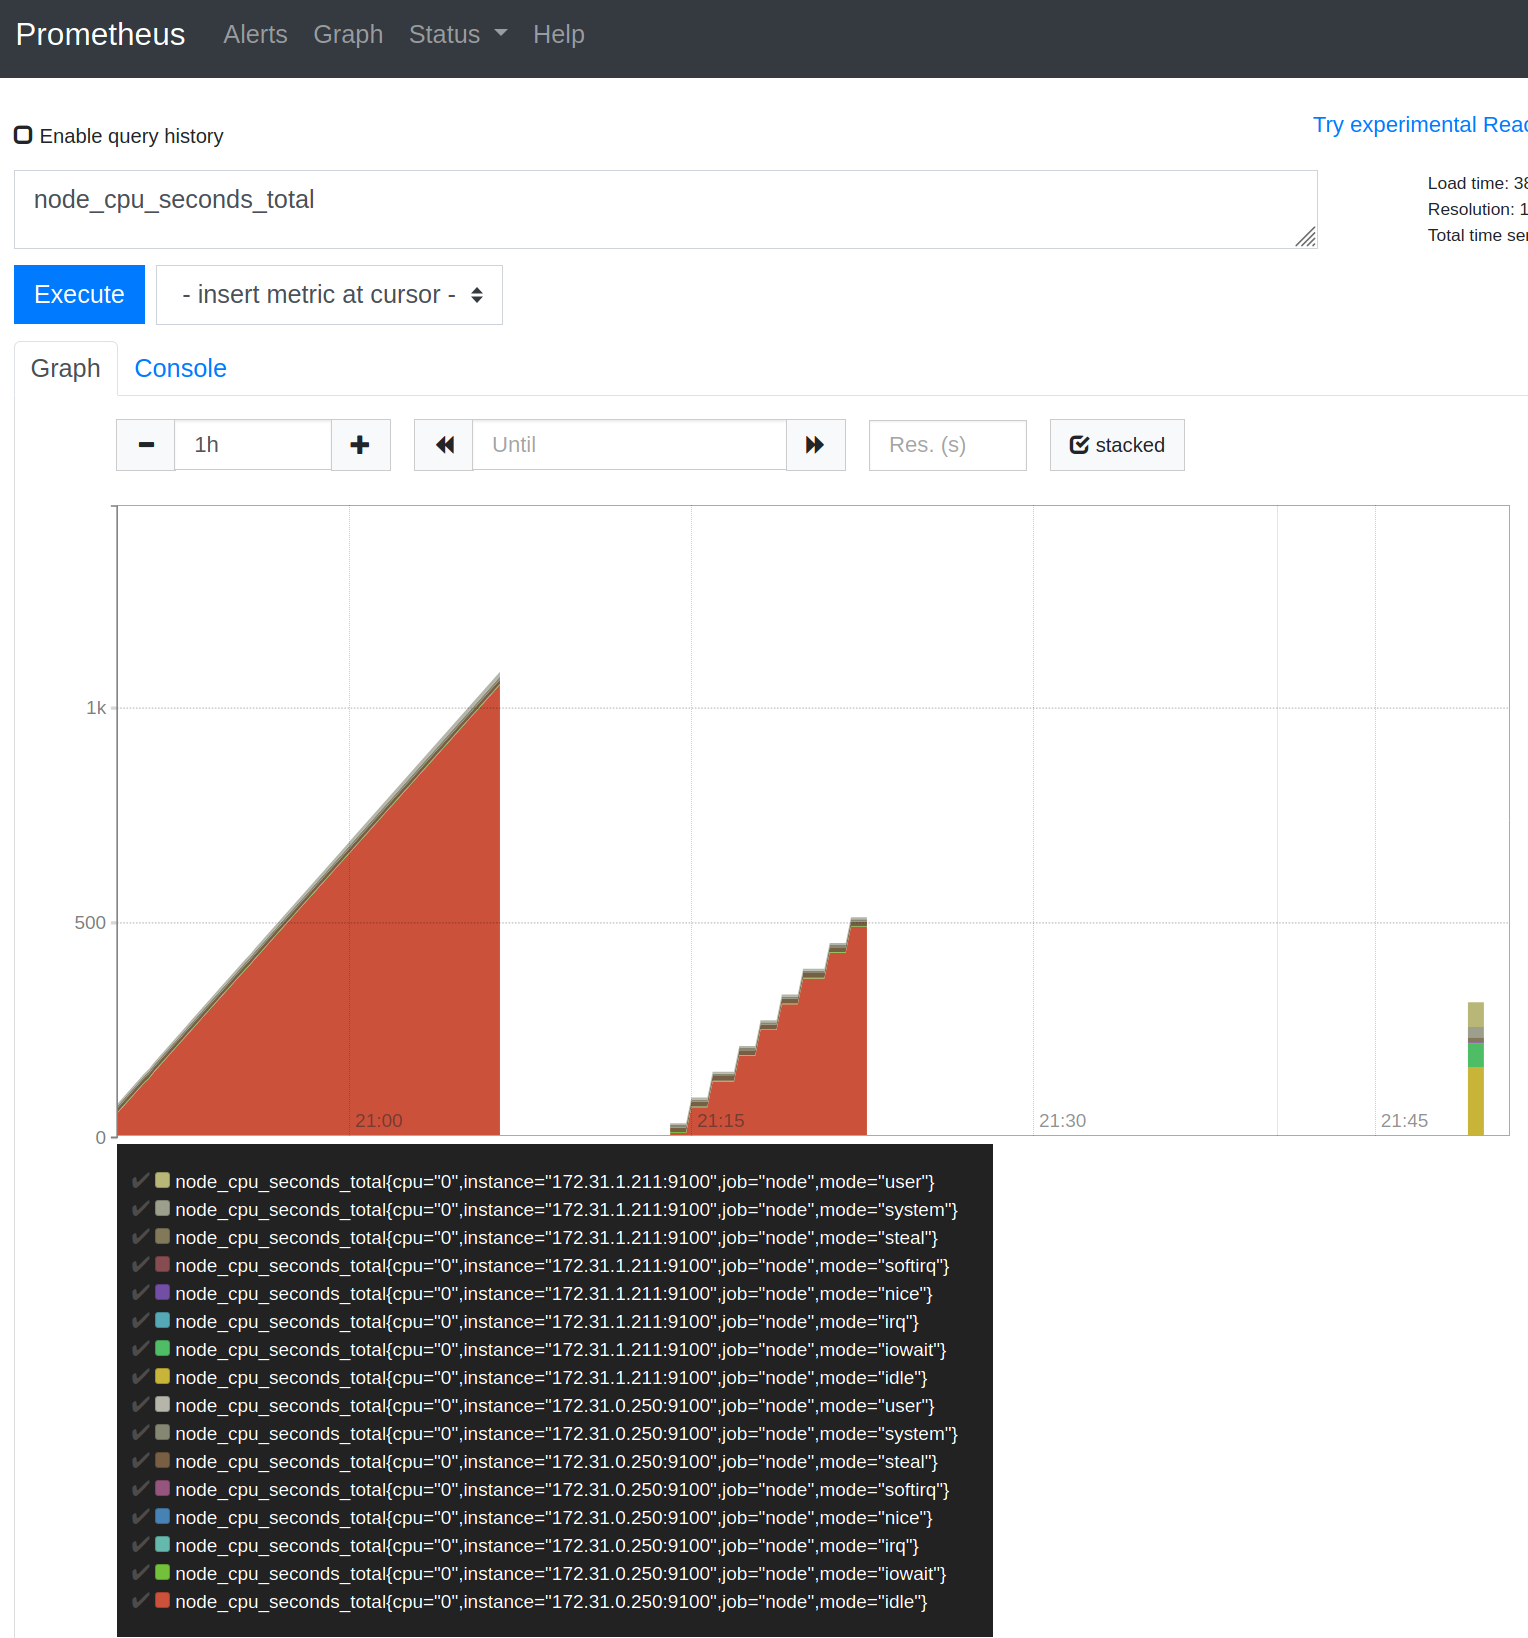 Prometheus Alerts Graph Status Help
Enable query history
Try experimental Reac
node_cpu_seconds_total
Load time: 38
Resolution: 1
Total time ser
Execute - insert metric at cursor -
Graph Console
1h Until Res. (s) stacked
1k
500
0
21:00 21:15 21:30 21:45
node_cpu_seconds_total{cpu="0",instance="172.31.1.211:9100",job="node",mode="user"}
node_cpu_seconds_total{cpu="0",instance="172.31.1.211:9100",job="node",mode="system"}
node_cpu_seconds_total{cpu="0",instance="172.31.1.211:9100",job="node",mode="steal"}
node_cpu_seconds_total{cpu="0",instance="172.31.1.211:9100",job="node",mode="softirq"}
node_cpu_seconds_total{cpu="0",instance="172.31.1.211:9100",job="node",mode="nice"}
node_cpu_seconds_total{cpu="0",instance="172.31.1.211:9100",job="node",mode="irq"}
node_cpu_seconds_total{cpu="0",instance="172.31.1.211:9100",job="node",mode="iowait"}
node_cpu_seconds_total{cpu="0",instance="172.31.1.211:9100",job="node",mode="idle"}
node_cpu_seconds_total{cpu="0",instance="172.31.0.250:9100",job="node",mode="user"}
node_cpu_seconds_total{cpu="0",instance="172.31.0.250:9100",job="node",mode="system"}
node_cpu_seconds_total{cpu="0",instance="172.31.0.250:9100",job="node",mode="steal"}
node_cpu_seconds_total{cpu="0",instance="172.31.0.250:9100",job="node",mode="softirq"}
node_cpu_seconds_total{cpu="0",instance="172.31.0.250:9100",job="node",mode="nice"}
node_cpu_seconds_total{cpu="0",instance="172.31.0.250:9100",job="node",mode="irq"}
node_cpu_seconds_total{cpu="0",instance="172.31.0.250:9100",job="node",mode="iowait"}
node_cpu_seconds_total{cpu="0",instance="172.31.0.250:9100",job="node",mode="idle"}